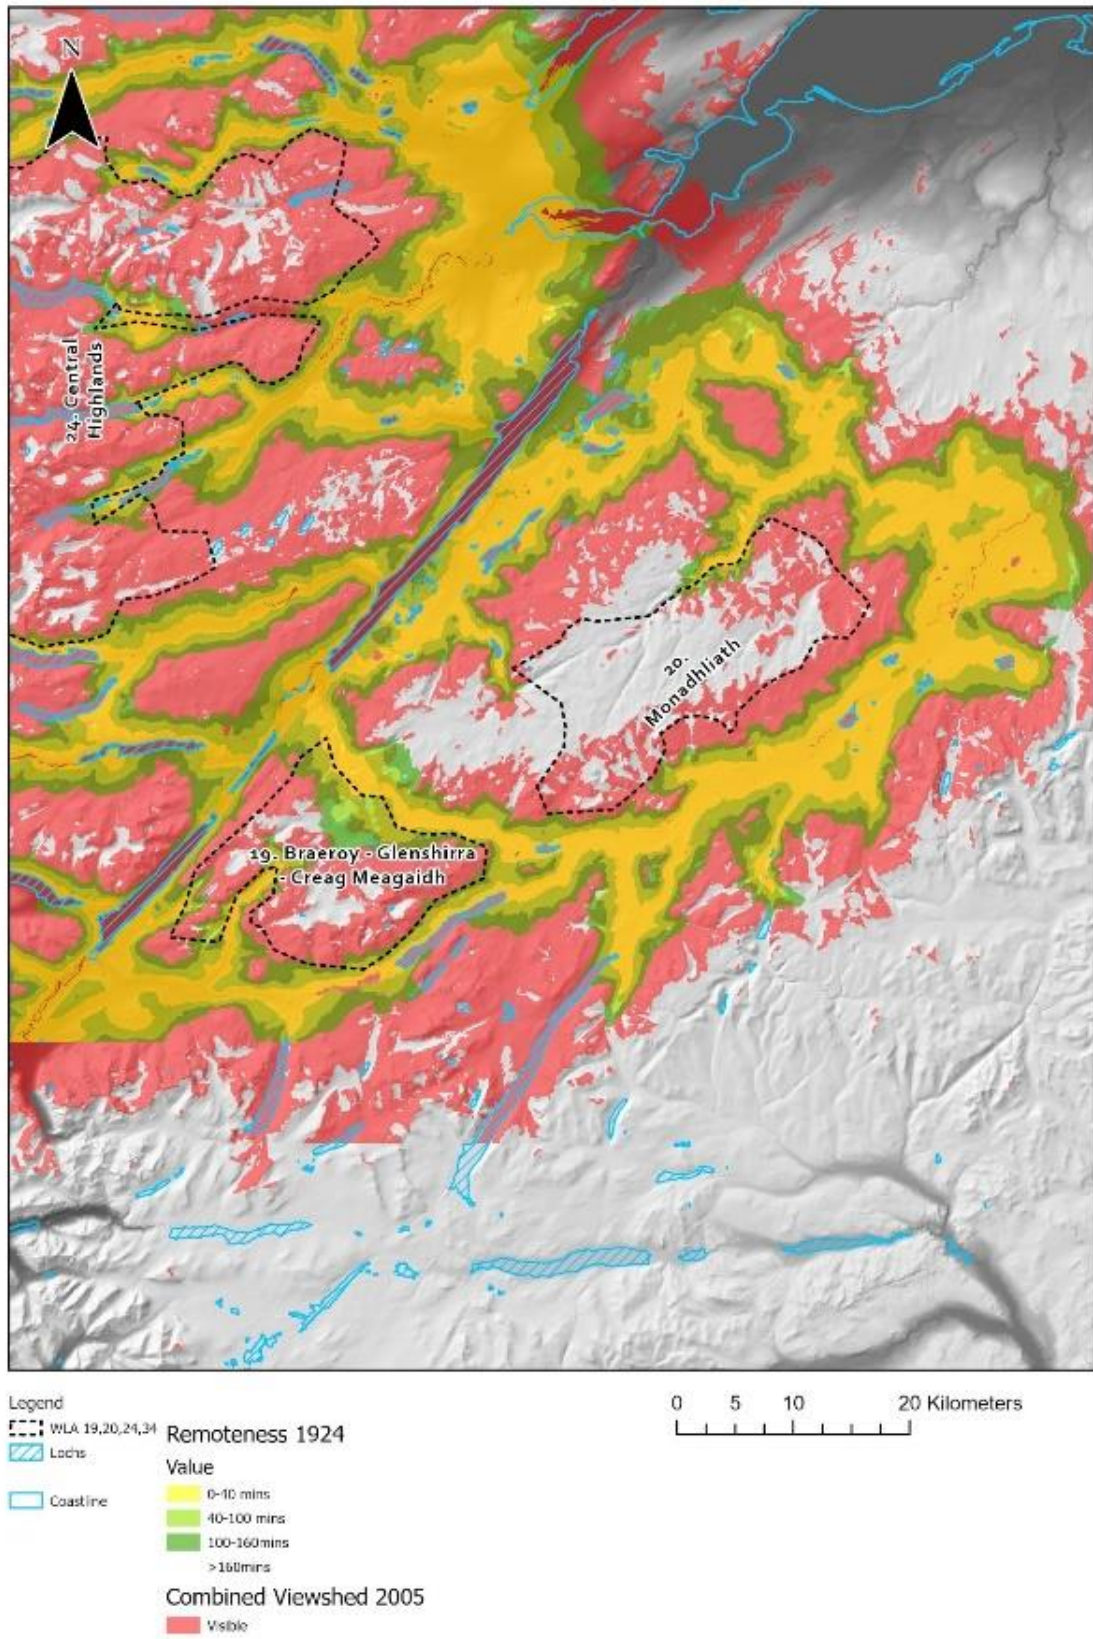 N
24. Central
Highlands
20.
Monadhliath
19. Braeroy - Glenshirra
- Creag Meagaidh
Legend
WLA 19,20,24,34
Lochs
Coastline
Remoteness 1924
Value
0-40 mins
40-100 mins
100-160mins
>160mins
Combined Viewshed 2005
Visible
0 5 10 20 Kilometers